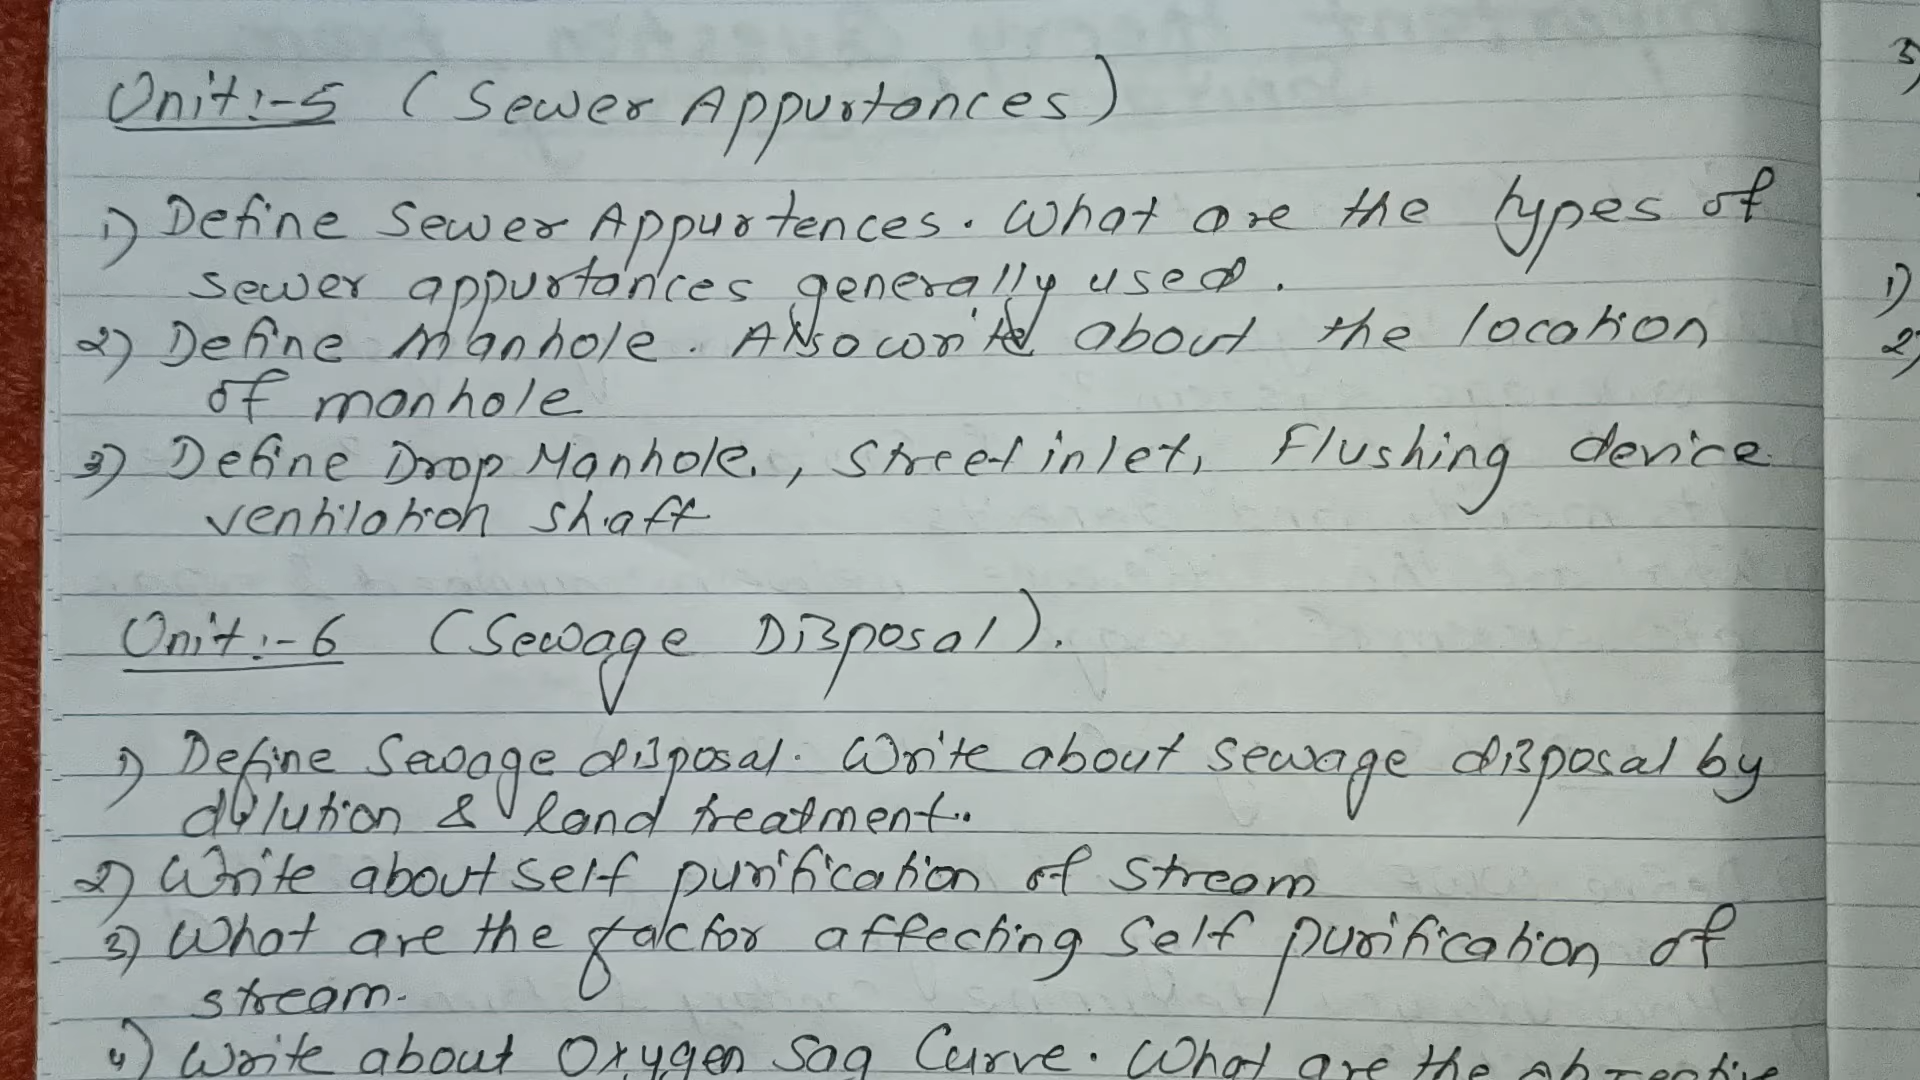 Unit:-5 (Sewer Appurtances)
1) Define Sewer Appurtences. What are the types of
sewer appurtances generally used.
2) Define Manhole. Also write about the location
of manhole
3) Define Drop Manhole, Street inlet, Flushing device
ventilation shaft
Unit:-6 (Sewage Disposal).
1) Define Sewage disposal. Write about sewage disposal by
dilution & land treatment.
2) Write about self purification of stream
3) What are the factor affecting self purification of
stream.
4) Write about Oxygen Sag Curve. What are the
5)
1)
2)